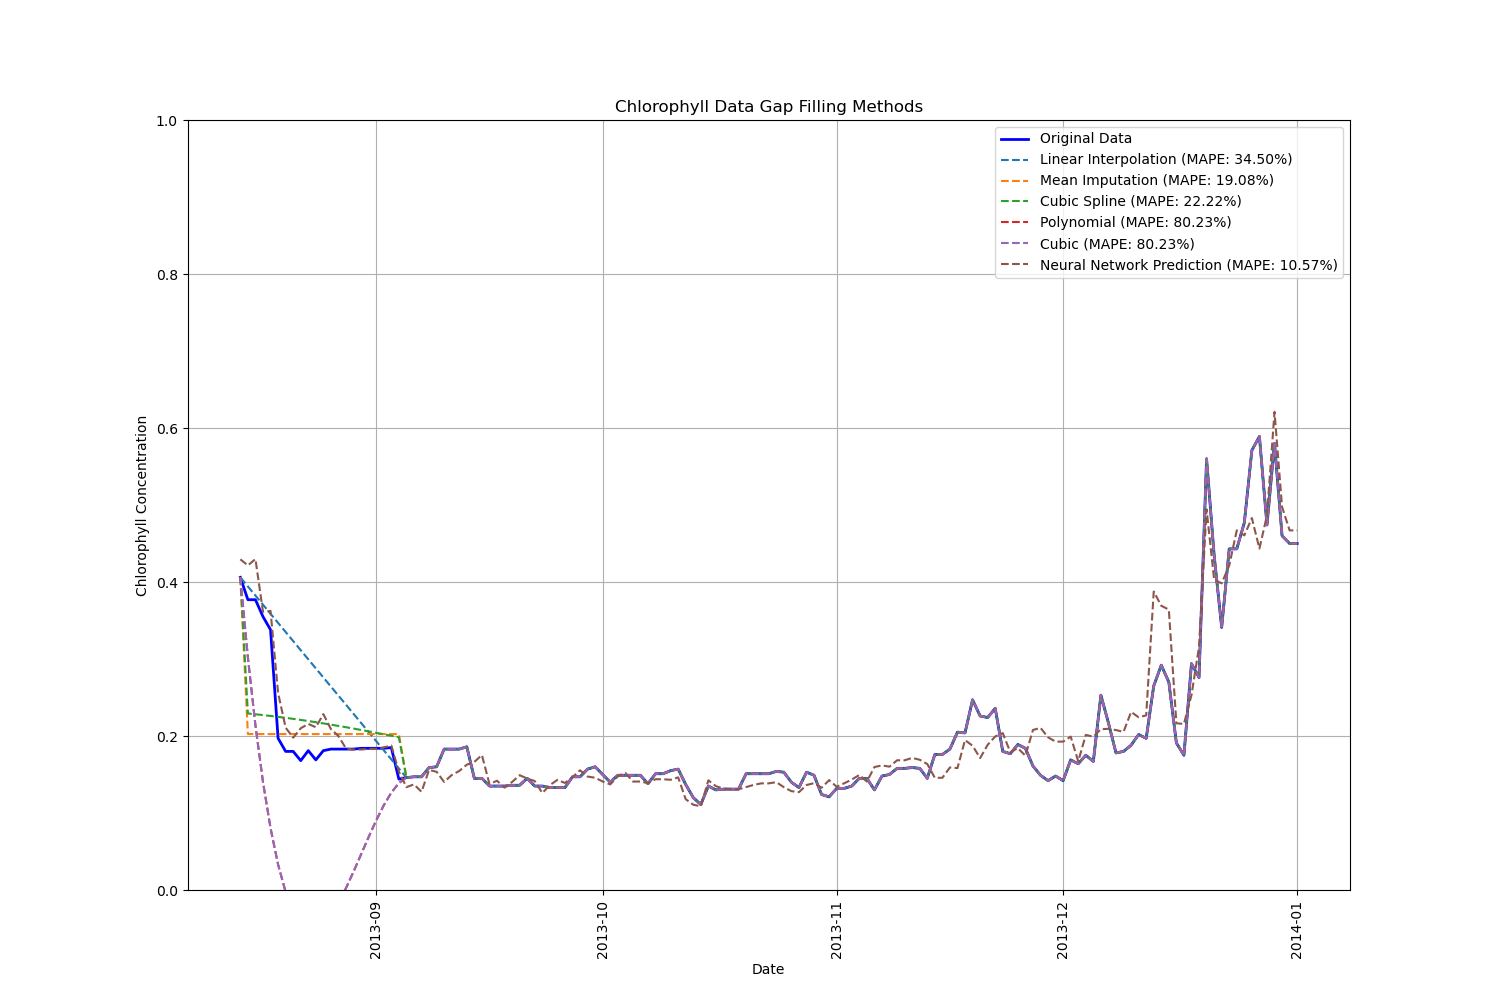 Chlorophyll Data Gap Filling Methods
1.0
0.8
0.6
0.4
0.2
0.0
Chlorophyll Concentration
Original Data
Linear Interpolation (MAPE: 34.50%)
Mean Imputation (MAPE: 19.08%)
Cubic Spline (MAPE: 22.22%)
Polynomial (MAPE: 80.23%)
Cubic (MAPE: 80.23%)
Neural Network Prediction (MAPE: 10.57%)
2013-09
2013-10
2013-11
2013-12
2014-01
Date